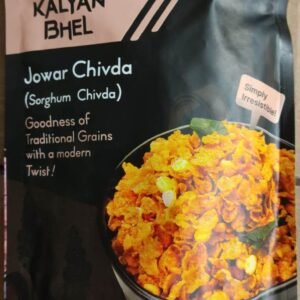 KALYAN
BHEL
Jowar Chivda
(Sorghum Chivda)
Goodness of
Traditional Grains
with a modern
Twist!
Simply
Irresistible!